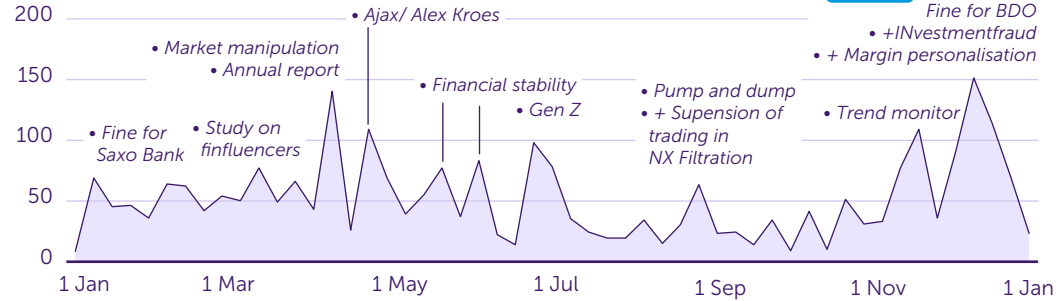 200
150
100
50
0
• Fine for
Saxo Bank
• Market manipulation
• Annual report
• Study on
finfluencers
• Ajax/ Alex Kroes
• Financial stability
• Gen Z
• Pump and dump
• + Supension of
trading in
NX Filtration
Fine for BDO
• +INvestmentfraud
• + Margin personalisation
• Trend monitor
1 Jan
1 Mar
1 May
1 Jul
1 Sep
1 Nov
1 Jan